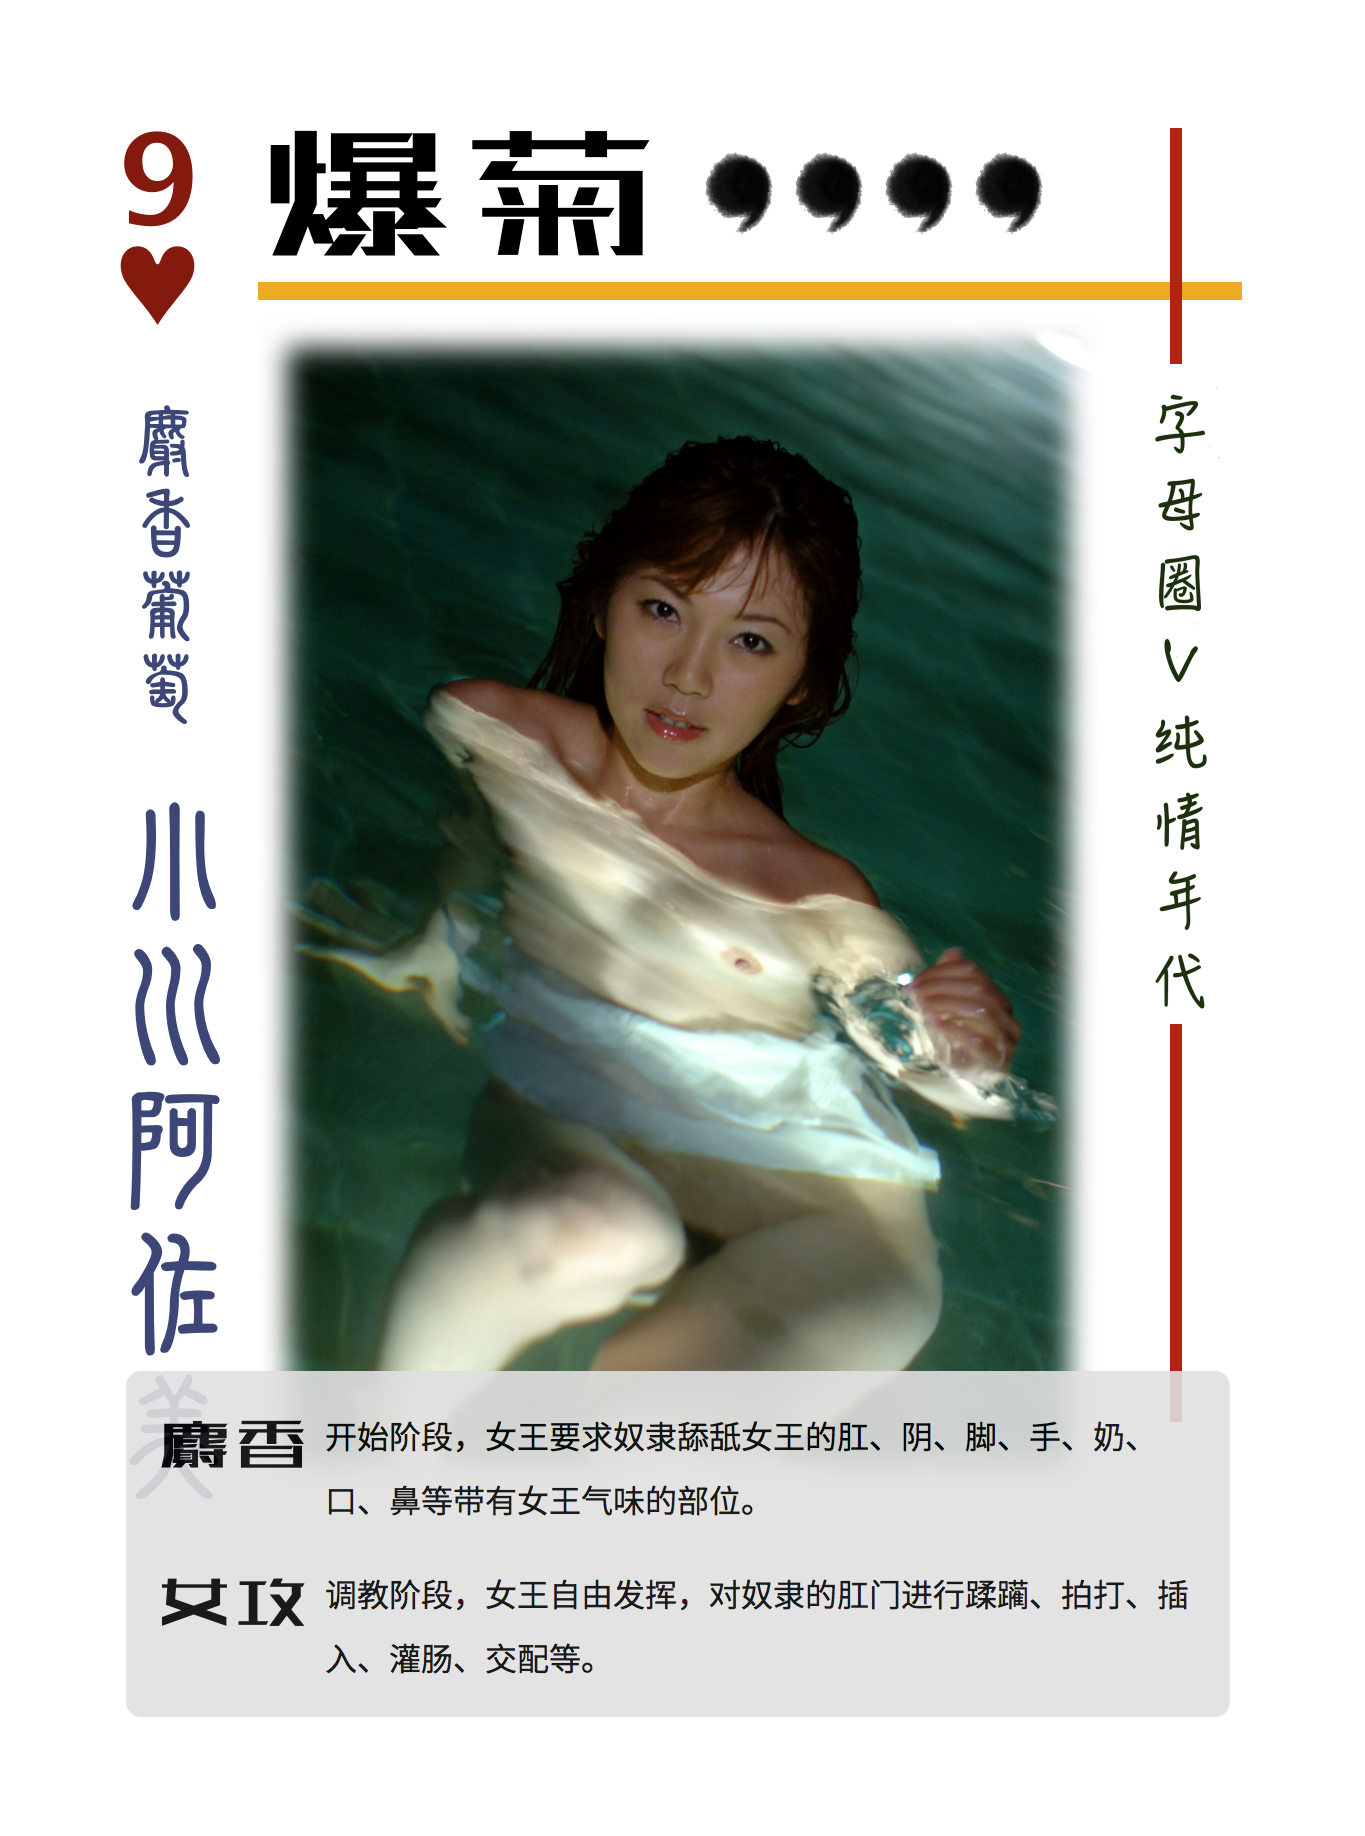 9
爆菊
麝香葡萄
小川阿佐美
字母圈V纯情年代
麝香
开始阶段，女王要求奴隶舔舐女王的肛、阴、脚、手、奶、
口、鼻等带有女王气味的部位。
女攻
调教阶段，女王自由发挥，对奴隶的肛门进行蹂躏、拍打、插
入、灌肠、交配等。